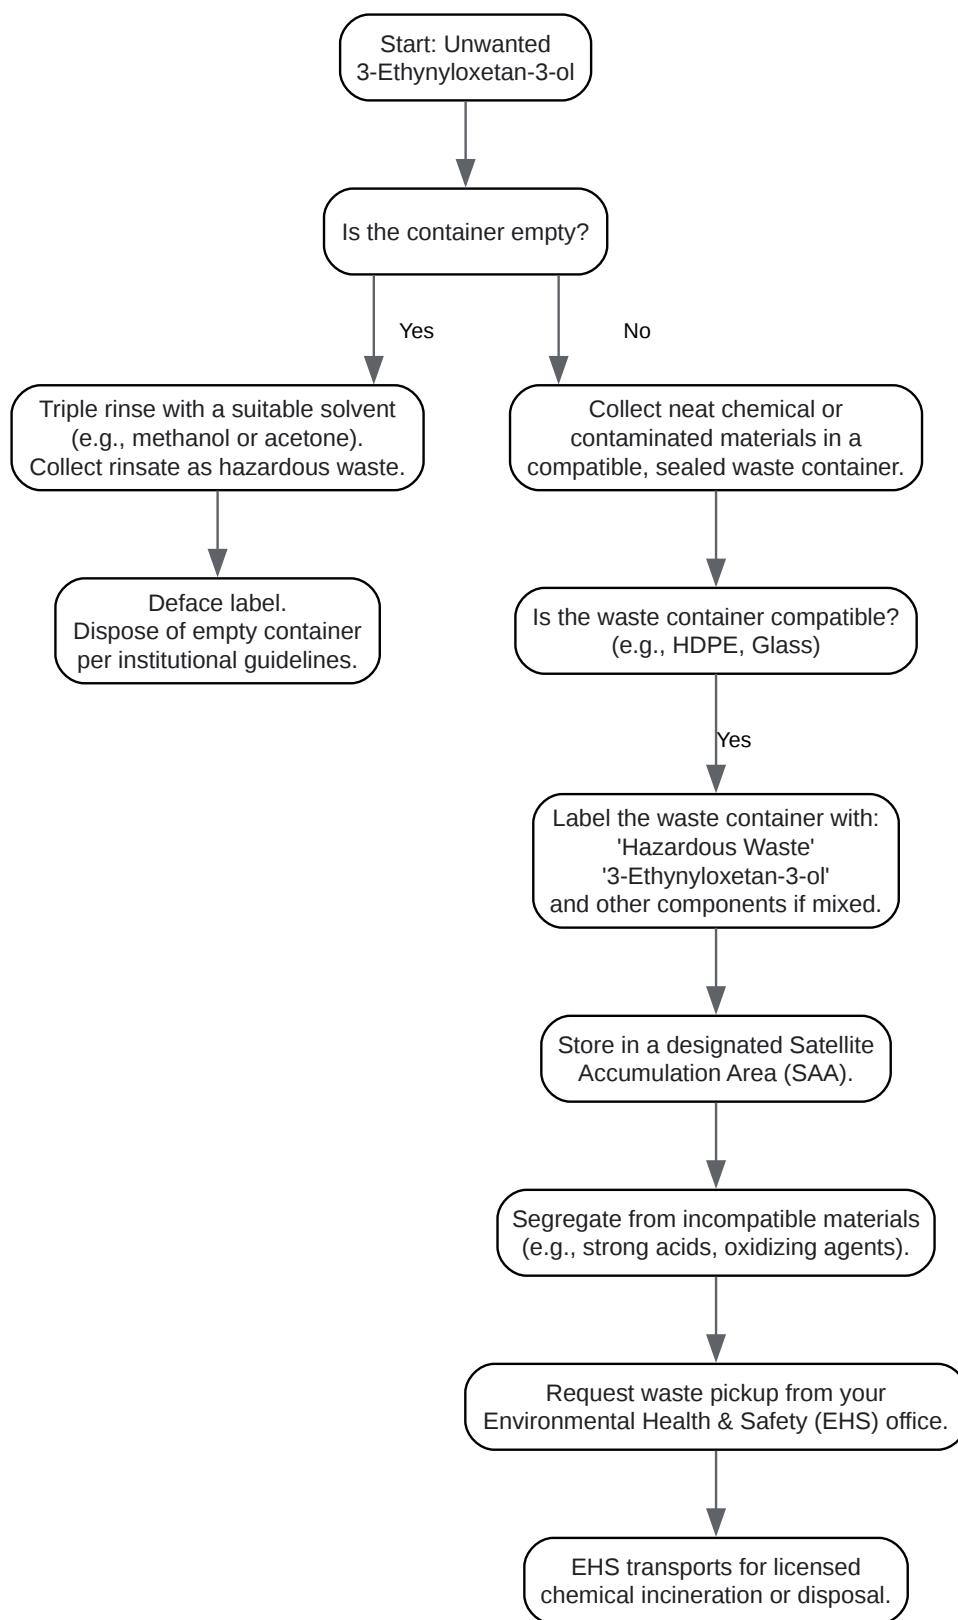 Start: Unwanted
3-Ethynyloxetan-3-ol
Is the container empty?
Yes
No
Triple rinse with a suitable solvent
(e.g., methanol or acetone).
Collect rinsate as hazardous waste.
Collect neat chemical or
contaminated materials in a
compatible, sealed waste container.
Deface label.
Dispose of empty container
per institutional guidelines.
Is the waste container compatible?
(e.g., HDPE, Glass)
Yes
Label the waste container with:
'Hazardous Waste'
'3-Ethynyloxetan-3-ol'
and other components if mixed.
Store in a designated Satellite
Accumulation Area (SAA).
Segregate from incompatible materials
(e.g., strong acids, oxidizing agents).
Request waste pickup from your
Environmental Health & Safety (EHS) office.
EHS transports for licensed
chemical incineration or disposal.